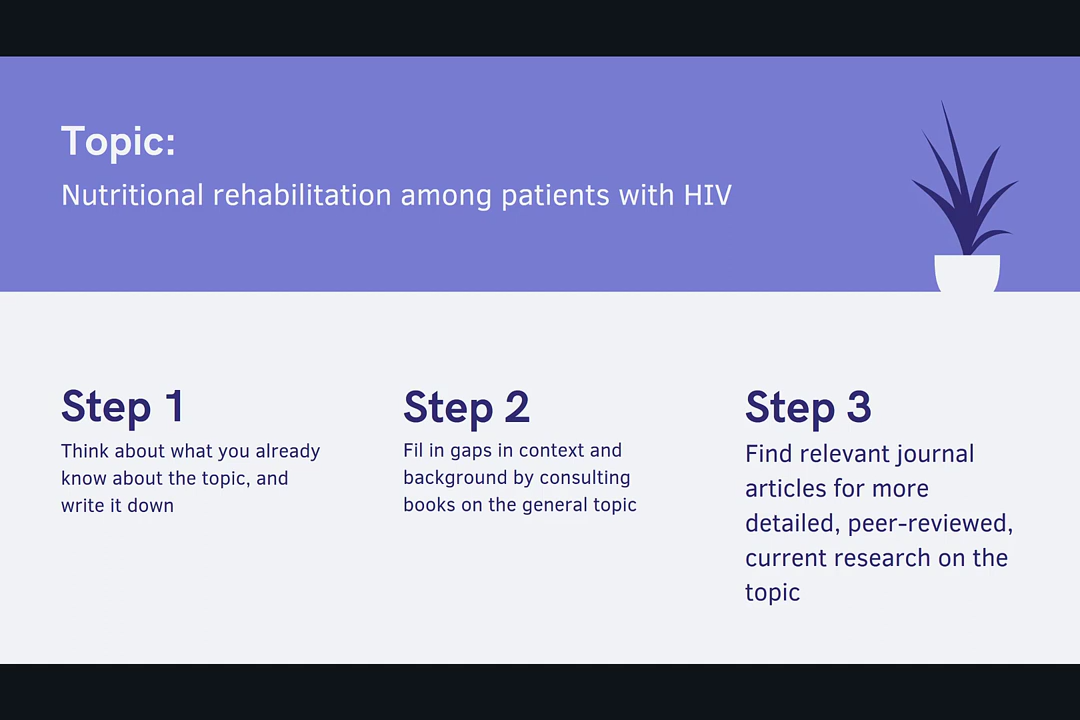 Topic:
Nutritional rehabilitation among patients with HIV
Step 1
Think about what you already
know about the topic, and
write it down
Step 2
Fil in gaps in context and
background by consulting
books on the general topic
Step 3
Find relevant journal
articles for more
detailed, peer-reviewed,
current research on the
topic